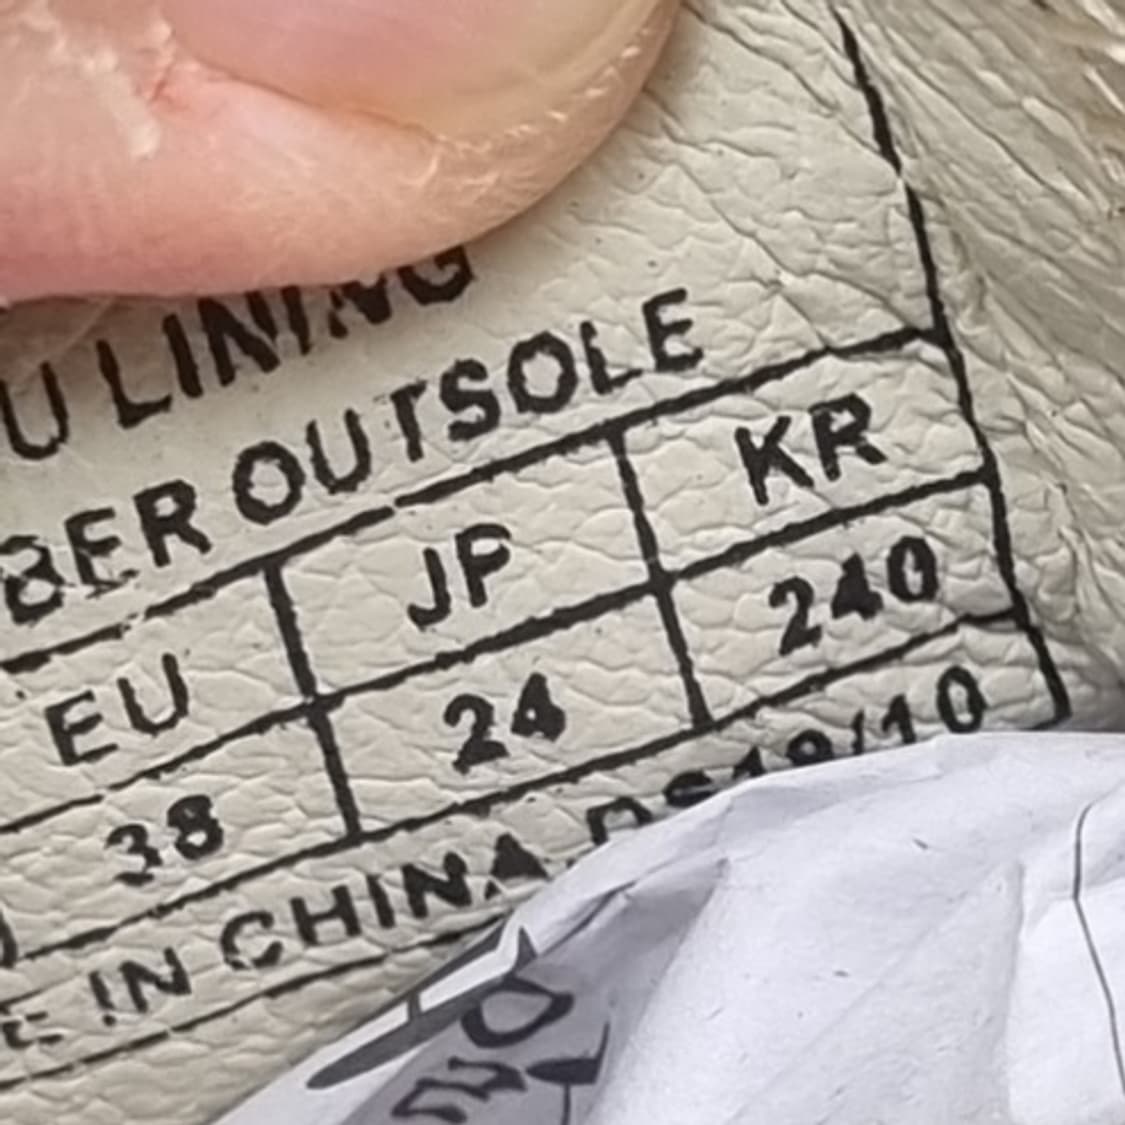 U LINING
BER OUTSOLE
EU JP KR
38 24 240
E IN CHINA